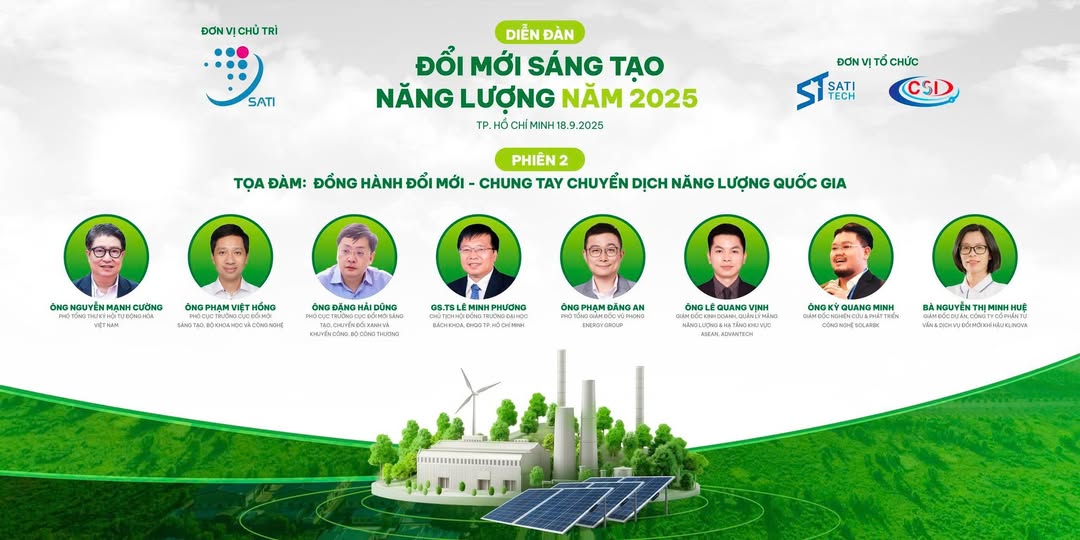 ĐƠN VỊ CHỦ TRÌ
SATI
DIỄN ĐÀN
ĐỔI MỚI SÁNG TẠO
NĂNG LƯỢNG NĂM 2025
TP. HỒ CHÍ MINH 18.9.2025
ĐƠN VỊ TỔ CHỨC
ST SATI TECH
CSI
PHIÊN 2
TỌA ĐÀM: ĐỒNG HÀNH ĐỔI MỚI - CHUNG TAY CHUYỂN DỊCH NĂNG LƯỢNG QUỐC GIA
ÔNG NGUYỄN MẠNH CƯỜNG
PHÓ TỔNG THƯ KÝ HỘI TỰ ĐỘNG HÓA
VIỆT NAM
ÔNG PHẠM VIỆT HỒNG
PHÓ CỤC TRƯỞNG CỤC ĐỔI MỚI
SÁNG TẠO, BỘ KHOA HỌC VÀ CÔNG NGHỆ
ÔNG ĐẶNG HẢI DŨNG
PHÓ CỤC TRƯỞNG CỤC ĐỔI MỚI SÁNG
TẠO, CHUYỂN ĐỔI XANH VÀ
KHUYẾN CÔNG, BỘ CÔNG THƯƠNG
GS.TS LÊ MINH PHƯƠNG
CHỦ TỊCH HỘI ĐỒNG TRƯỜNG ĐẠI HỌC
BÁCH KHOA, ĐHQG TP. HỒ CHÍ MINH
ÔNG PHẠM ĐĂNG AN
PHÓ TỔNG GIÁM ĐỐC VŨ PHONG
ENERGY GROUP
ÔNG LÊ QUANG VỊNH
GIÁM ĐỐC KINH DOANH, QUẢN LÝ MẢNG
NĂNG LƯỢNG & HẠ TẦNG KHU VỰC
ASEAN, ADVANTECH
ÔNG KỲ QUANG MINH
GIÁM ĐỐC NGHIÊN CỨU & PHÁT TRIỂN
CÔNG NGHỆ SOLARBK
BÀ NGUYỄN THỊ MINH HUỆ
GIÁM ĐỐC DỰ ÁN, CÔNG TY CỔ PHẦN TƯ
VẤN & DỊCH VỤ ĐỔI MỚI KHÍ HẬU KLINOVA